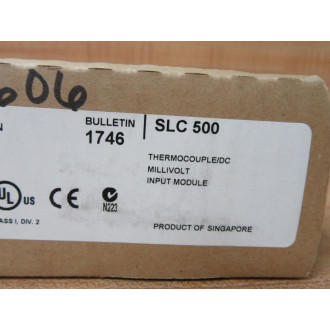 606
N
BULLETIN
1746
SLC 500
THERMOCOUPLE/DC
MILLIVOLT
INPUT MODULE
UL US CE N223
ASS I, DIV. 2
PRODUCT OF SINGAPORE